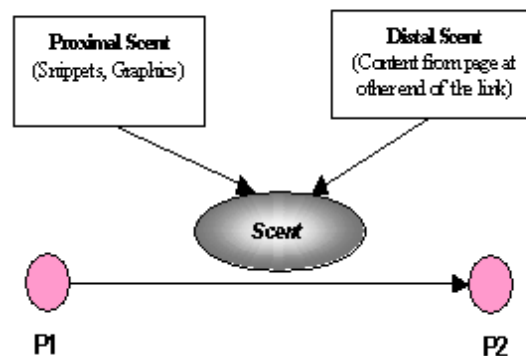 Proximal Scent
(Snippets, Graphics)
Distal Scent
(Content from page at
other end of the link)
Scent
P1
P2